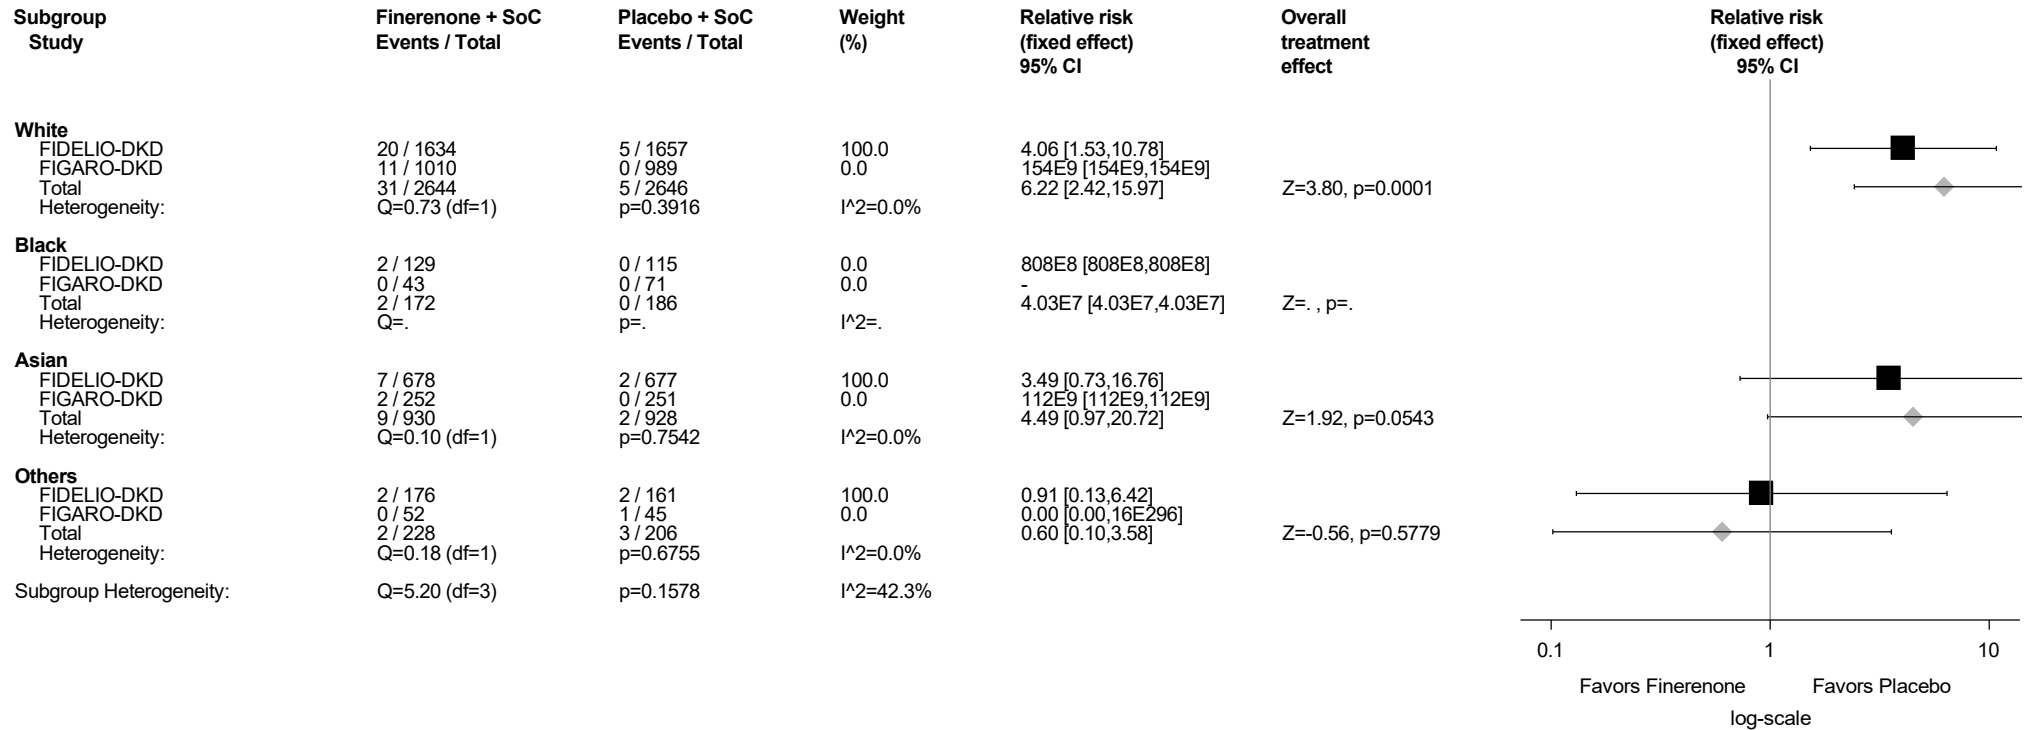 Subgroup Finerenone + SoC Placebo + SoC Weight Relative risk Overall Relative risk
Study Events / Total Events / Total (%) (fixed effect) treatment (fixed effect)
95% CI effect 95% CI
White
FIDELIO-DKD 20 / 1634 5 / 1657 100.0 4.06 [1.53,10.78]
FIGARO-DKD 11 / 1010 0 / 989 0.0 154E9 [154E9,154E9]
Total 31 / 2644 5 / 2646 6.22 [2.42,15.97] Z=3.80, p=0.0001
Heterogeneity: Q=0.73 (df=1) p=0.3916 I^2=0.0%
Black
FIDELIO-DKD 2 / 129 0 / 115 0.0 808E8 [808E8,808E8]
FIGARO-DKD 0 / 43 0 / 71 0.0 -
Total 2 / 172 0 / 186 4.03E7 [4.03E7,4.03E7] Z=. , p=.
Heterogeneity: Q=. p=. I^2=.
Asian
FIDELIO-DKD 7 / 678 2 / 677 100.0 3.49 [0.73,16.76]
FIGARO-DKD 2 / 252 0 / 251 0.0 112E9 [112E9,112E9]
Total 9 / 930 2 / 928 4.49 [0.97,20.72] Z=1.92, p=0.0543
Heterogeneity: Q=0.10 (df=1) p=0.7542 I^2=0.0%
Others
FIDELIO-DKD 2 / 176 2 / 161 100.0 0.91 [0.13,6.42]
FIGARO-DKD 0 / 52 1 / 45 0.0 0.00 [0.00,16E296]
Total 2 / 228 3 / 206 0.60 [0.10,3.58] Z=-0.56, p=0.5779
Heterogeneity: Q=0.18 (df=1) p=0.6755 I^2=0.0%
Subgroup Heterogeneity: Q=5.20 (df=3) p=0.1578 I^2=42.3%
0.1 1 10
Favors Finerenone Favors Placebo
log-scale